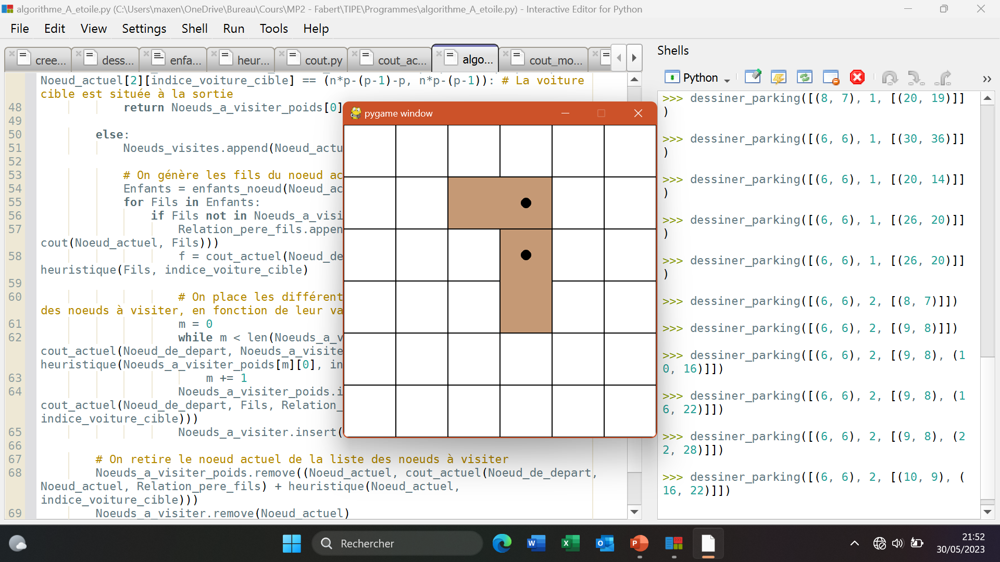 algorithme_A_etoile.py (C:\Users\maxen\OneDrive\Bureau\Cours\MP2 - Fabert\TIPE\Programmes\algorithme_A_etoile.py) - Interactive Editor for Python
File Edit View Settings Shell Run Tools Help
cree... dess... enfa... heur... cout.py cout_ac... algo... cout_mo...
Noeud_actuel[2][indice_voiture_cible] == (n*p-(p-1)-p, n*p-(p-1)): # La voiture
cible est située à la sortie
48 return Noeuds_a_visiter_poids[0]
49
50 else:
51 Noeuds_visites.append(Noeud_actu
52
53 # On génère les fils du noeud ac
54 Enfants = enfants_noeud(Noeud_ac
55 for Fils in Enfants:
56 if Fils not in Noeuds_a_visi
57 Relation_pere_fils.appen
cout(Noeud_actuel, Fils)))
58 f = cout_actuel(Noeud_de
heuristique(Fils, indice_voiture_cible)
59
60 # On place les différent
des noeuds à visiter, en fonction de leur va
61 m = 0
62 while m < len(Noeuds_a_v
cout_actuel(Noeud_de_depart, Noeuds_a_visite
heuristique(Noeuds_a_visiter_poids[m][0], in
63 m += 1
64 Noeuds_a_visiter_poids.i
cout_actuel(Noeud_de_depart, Fils, Relation_
indice_voiture_cible)))
65 Noeuds_a_visiter.insert(
66
67 # On retire le noeud actuel de la liste des noeuds à visiter
68 Noeuds_a_visiter_poids.remove((Noeud_actuel, cout_actuel(Noeud_de_depart,
Noeud_actuel, Relation_pere_fils) + heuristique(Noeud_actuel,
indice_voiture_cible)))
69 Noeuds_a_visiter.remove(Noeud_actuel)
pygame window
Shells
Python
>>> dessiner_parking([(8, 7), 1, [(20, 19)]]
)
>>> dessiner_parking([(6, 6), 1, [(30, 36)]]
)
>>> dessiner_parking([(6, 6), 1, [(20, 14)]]
)
>>> dessiner_parking([(6, 6), 1, [(26, 20)]]
)
>>> dessiner_parking([(6, 6), 1, [(26, 20)]]
)
>>> dessiner_parking([(6, 6), 2, [(8, 7)]])
>>> dessiner_parking([(6, 6), 2, [(9, 8)]])
>>> dessiner_parking([(6, 6), 2, [(9, 8), (1
0, 16)]])
>>> dessiner_parking([(6, 6), 2, [(9, 8), (1
6, 22)]])
>>> dessiner_parking([(6, 6), 2, [(9, 8), (2
2, 28)]])
>>> dessiner_parking([(6, 6), 2, [(10, 9), (
16, 22)]])
Rechercher
21:52
30/05/2023